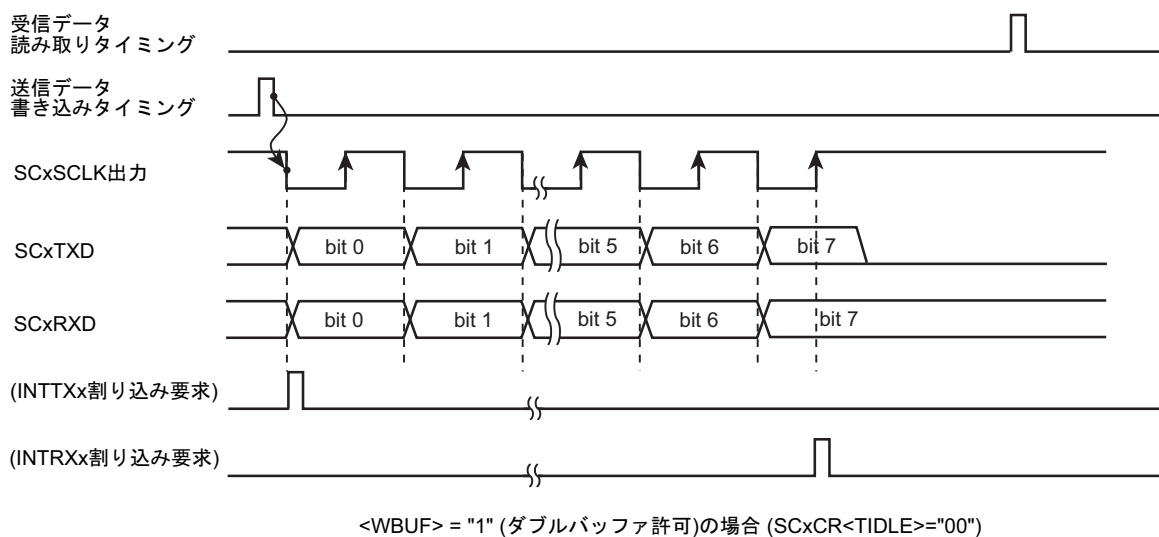 受信データ
読み取りタイミング
送信データ
書き込みタイミング
SCxSCLK出力
SCxTXD
bit 0
bit 1
bit 5
bit 6
bit 7
SCxRXD
bit 0
bit 1
bit 5
bit 6
bit 7
(INTTXx割り込み要求)
(INTRXx割り込み要求)
<WBUF> = "1" (ダブルバッファ許可)の場合 (SCxCR<TIDLE>="00")